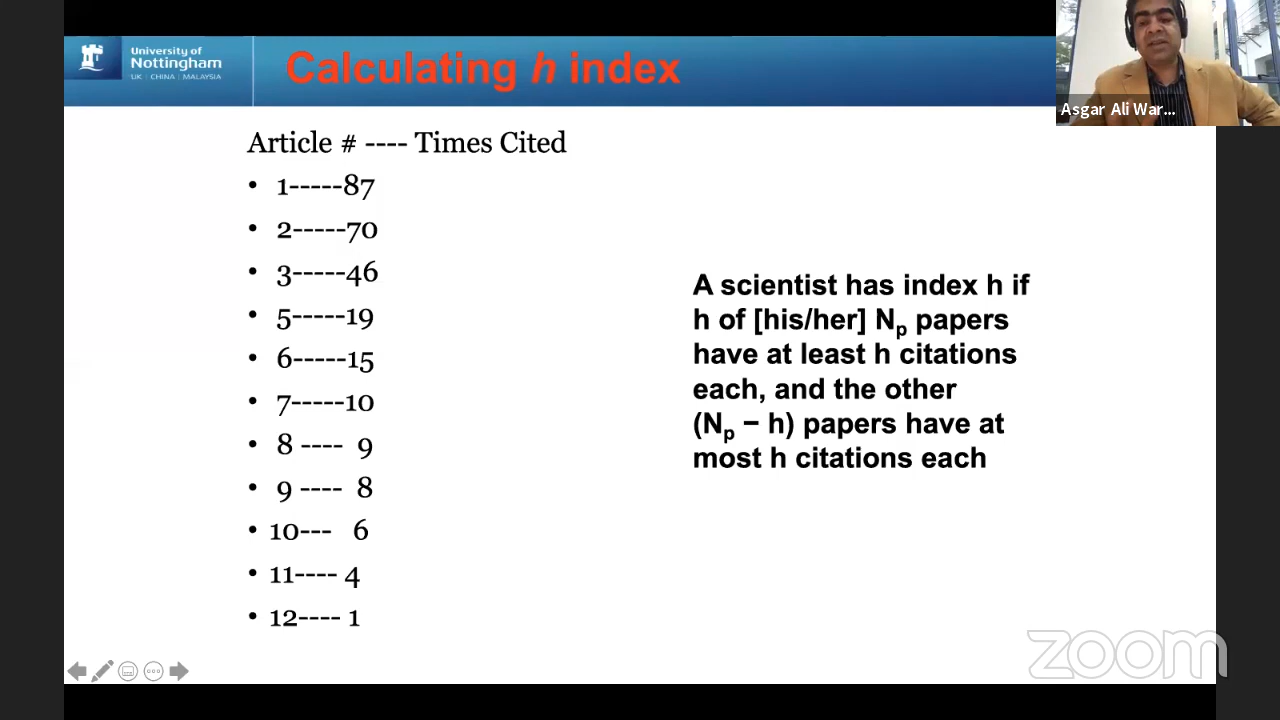 University of
Nottingham
UK | CHINA | MALAYSIA
Calculating h index
Asgar Ali War...
Article # ---- Times Cited
• 1-----87
• 2-----70
• 3-----46
• 5-----19
• 6-----15
• 7-----10
• 8 ---- 9
• 9 ---- 8
• 10--- 6
• 11---- 4
• 12---- 1
A scientist has index h if
h of [his/her] Np papers
have at least h citations
each, and the other
(Np − h) papers have at
most h citations each
zoom